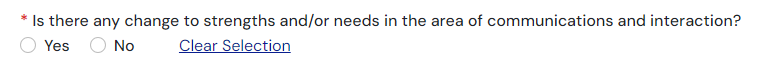 * Is there any change to strengths and/or needs in the area of communications and interaction?
Yes No Clear Selection